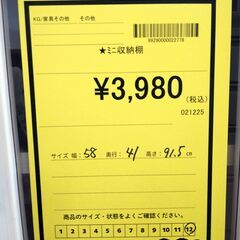 KG/家具その他 その他
89290000022718
★ミニ収納棚
¥3,980
(税込)
021225
サイズ 幅: 58 奥行: 41 高さ: 91.5cm
商品のサイズ・状態をよくご確認ください。
1 2 3 4 5 6 7 8 9 10 11 12